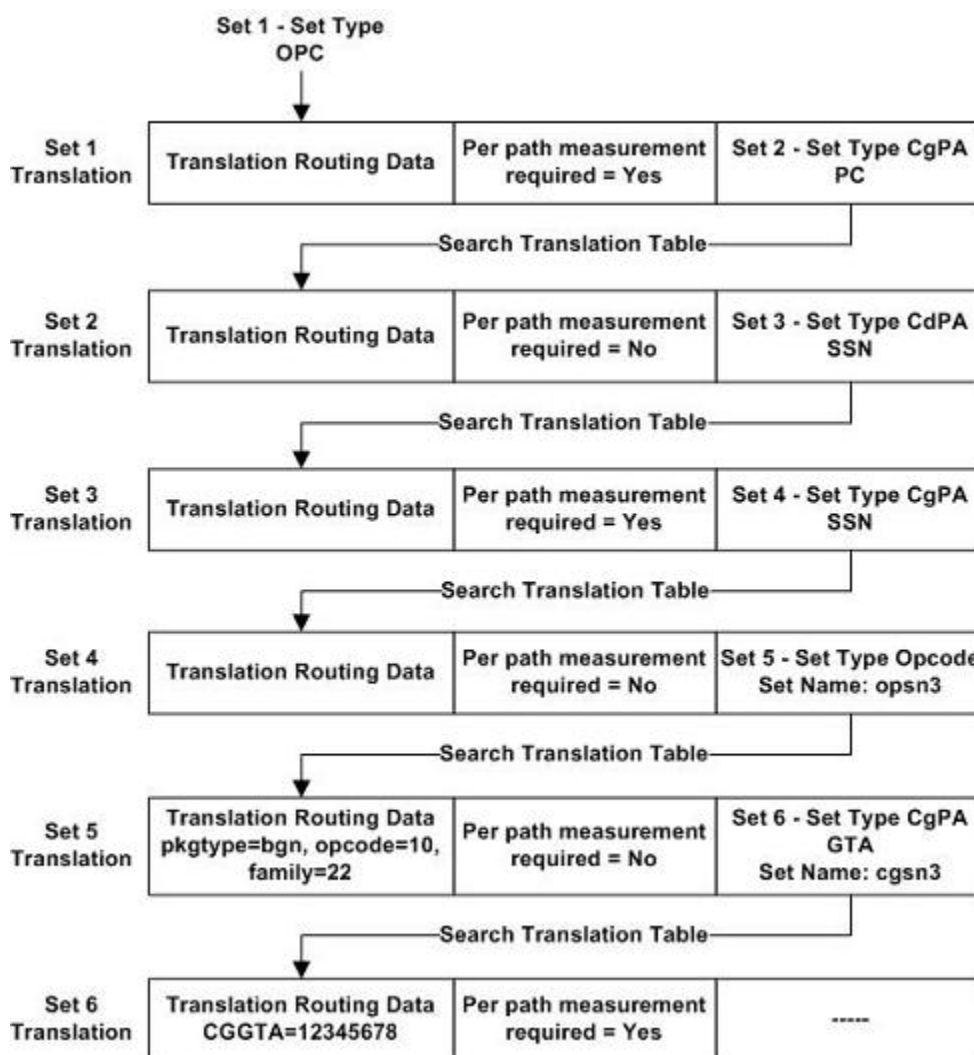 Set 1 - Set Type
OPC
Set 1
Translation
Translation Routing Data
Per path measurement
required = Yes
Set 2 - Set Type CgPA
PC
Search Translation Table
Set 2
Translation
Translation Routing Data
Per path measurement
required = No
Set 3 - Set Type CdPA
SSN
Search Translation Table
Set 3
Translation
Translation Routing Data
Per path measurement
required = Yes
Set 4 - Set Type CgPA
SSN
Search Translation Table
Set 4
Translation
Translation Routing Data
Per path measurement
required = No
Set 5 - Set Type Opcode
Set Name: opsn3
Search Translation Table
Set 5
Translation
Translation Routing Data
pkgtype=bgn, opcode=10,
family=22
Per path measurement
required = No
Set 6 - Set Type CgPA
GTA
Set Name: cgsn3
Search Translation Table
Set 6
Translation
Translation Routing Data
CGGTA=12345678
Per path measurement
required = Yes
-----